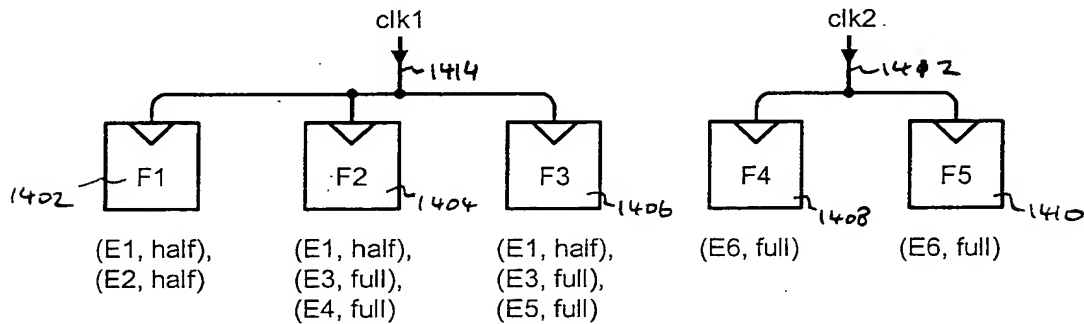 clk1 clk2
1414 1412
F1 F2 F3 F4 F5
1402 1404 1406 1408 1410
(E1, half), (E1, half), (E1, half), (E6, full) (E6, full)
(E2, half) (E3, full), (E3, full),
(E4, full) (E5, full)